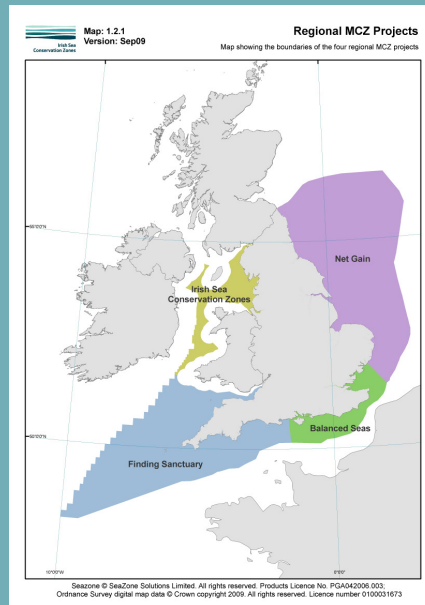 Irish Sea
Conservation Zones
Map: 1.2.1
Version: Sep09
Regional MCZ Projects
Map showing the boundaries of the four regional MCZ projects
55°0'0"N
Net Gain
Irish Sea
Conservation Zones
50°0'0"N
Balanced Seas
Finding Sanctuary
10°0'0"W
0°0'0"
Seazone © SeaZone Solutions Limited. All rights reserved. Products Licence No. PGA042006.003;
Ordnance Survey digital map data © Crown copyright 2009. All rights reserved. Licence number 0100031673